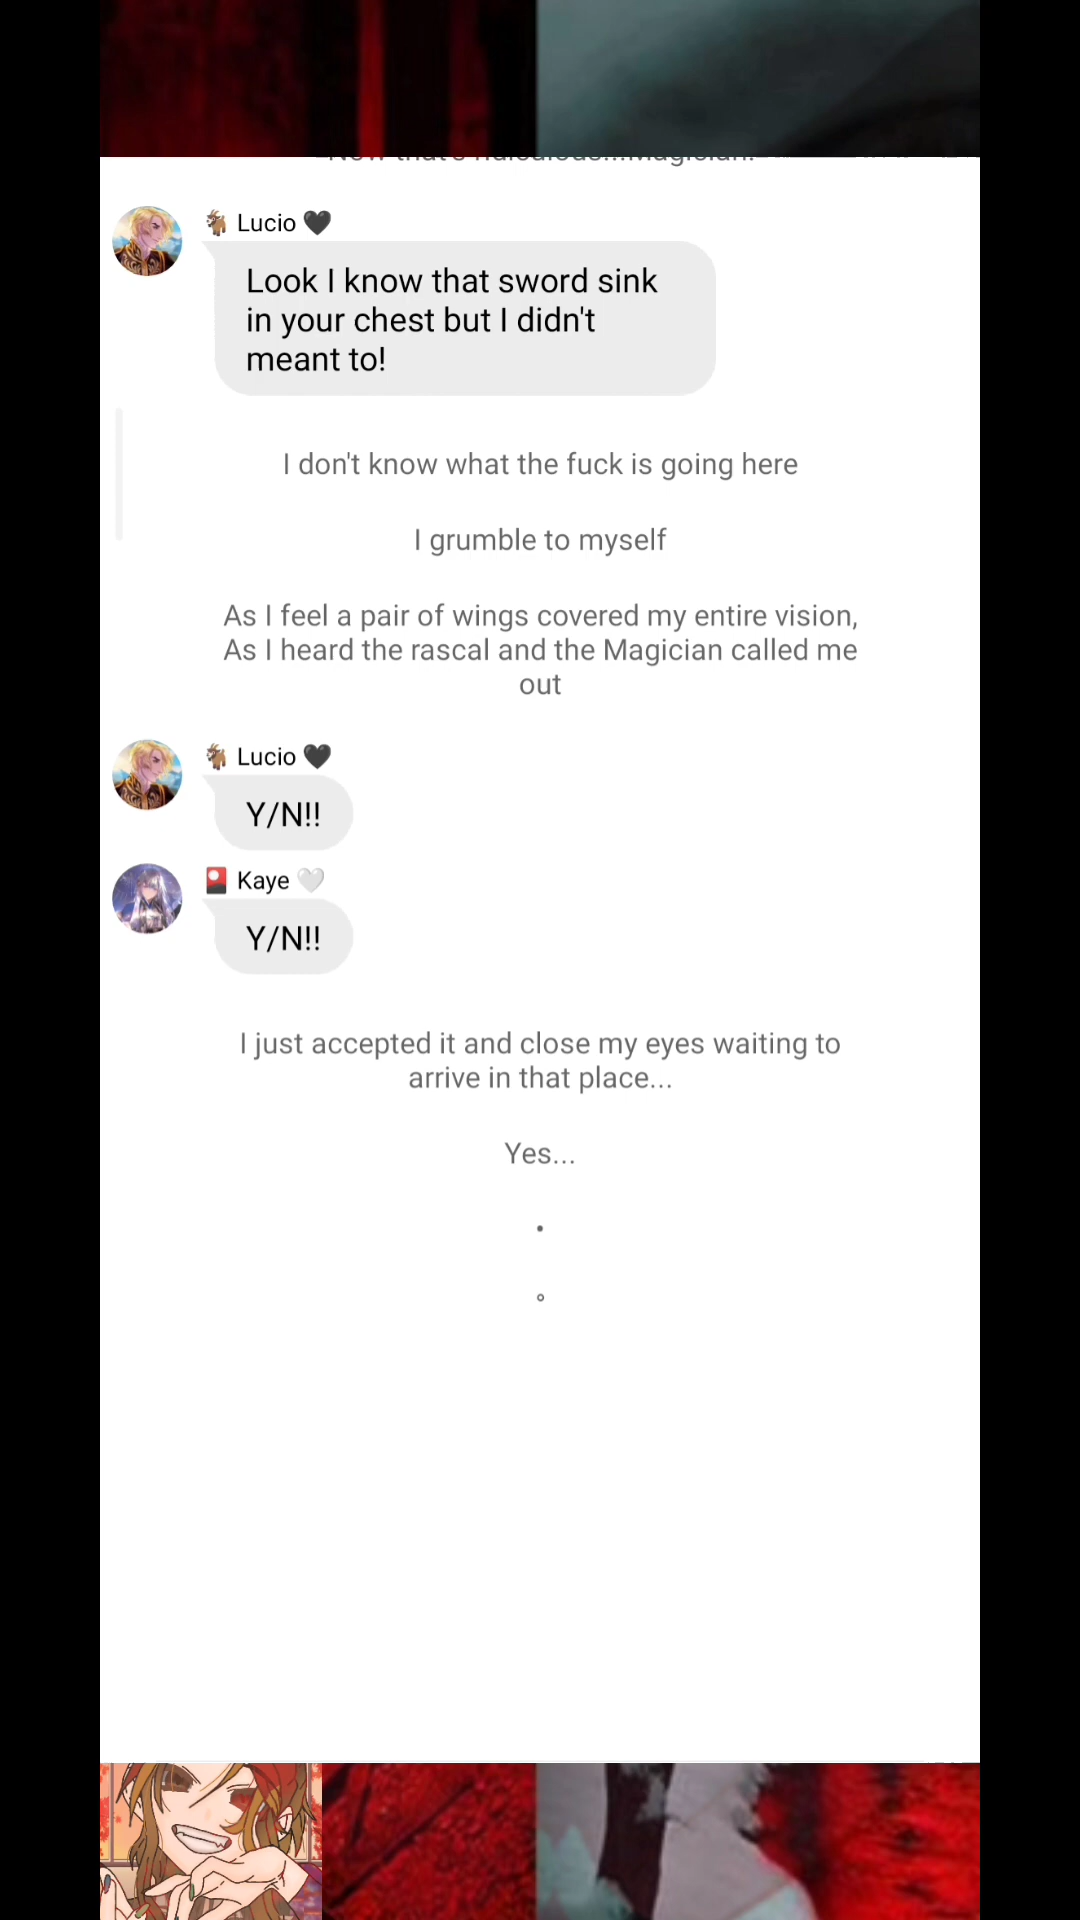 Lucio
Look I know that sword sink
in your chest but I didn't
meant to!
I don't know what the fuck is going here
I grumble to myself
As I feel a pair of wings covered my entire vision,
As I heard the rascal and the Magician called me
out
Lucio
Y/N!!
Kaye
Y/N!!
I just accepted it and close my eyes waiting to
arrive in that place...
Yes...